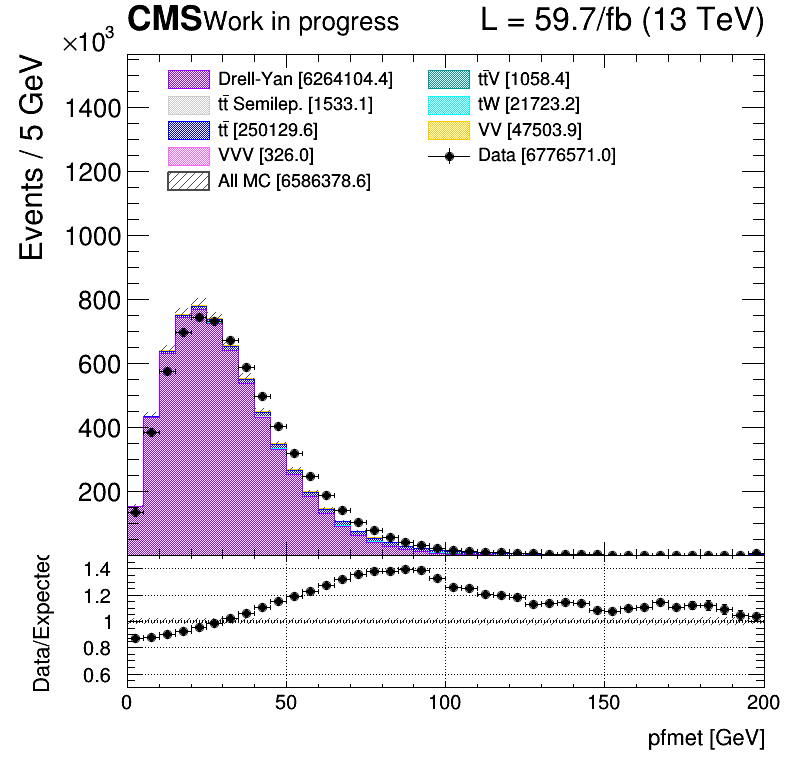 CMS Work in progress L = 59.7/fb (13 TeV)
×10³
Drell-Yan [6264104.4] tt̄V [1058.4]
tt̄ Semilep. [1533.1] tW [21723.2]
tt̄ [250129.6] VV [47503.9]
VVV [326.0] Data [6776571.0]
All MC [6586378.6]
Events / 5 GeV
1400
1200
1000
800
600
400
200
Data/Expected
1.4
1.2
1
0.8
0.6
0 50 100 150 200
pfmet [GeV]